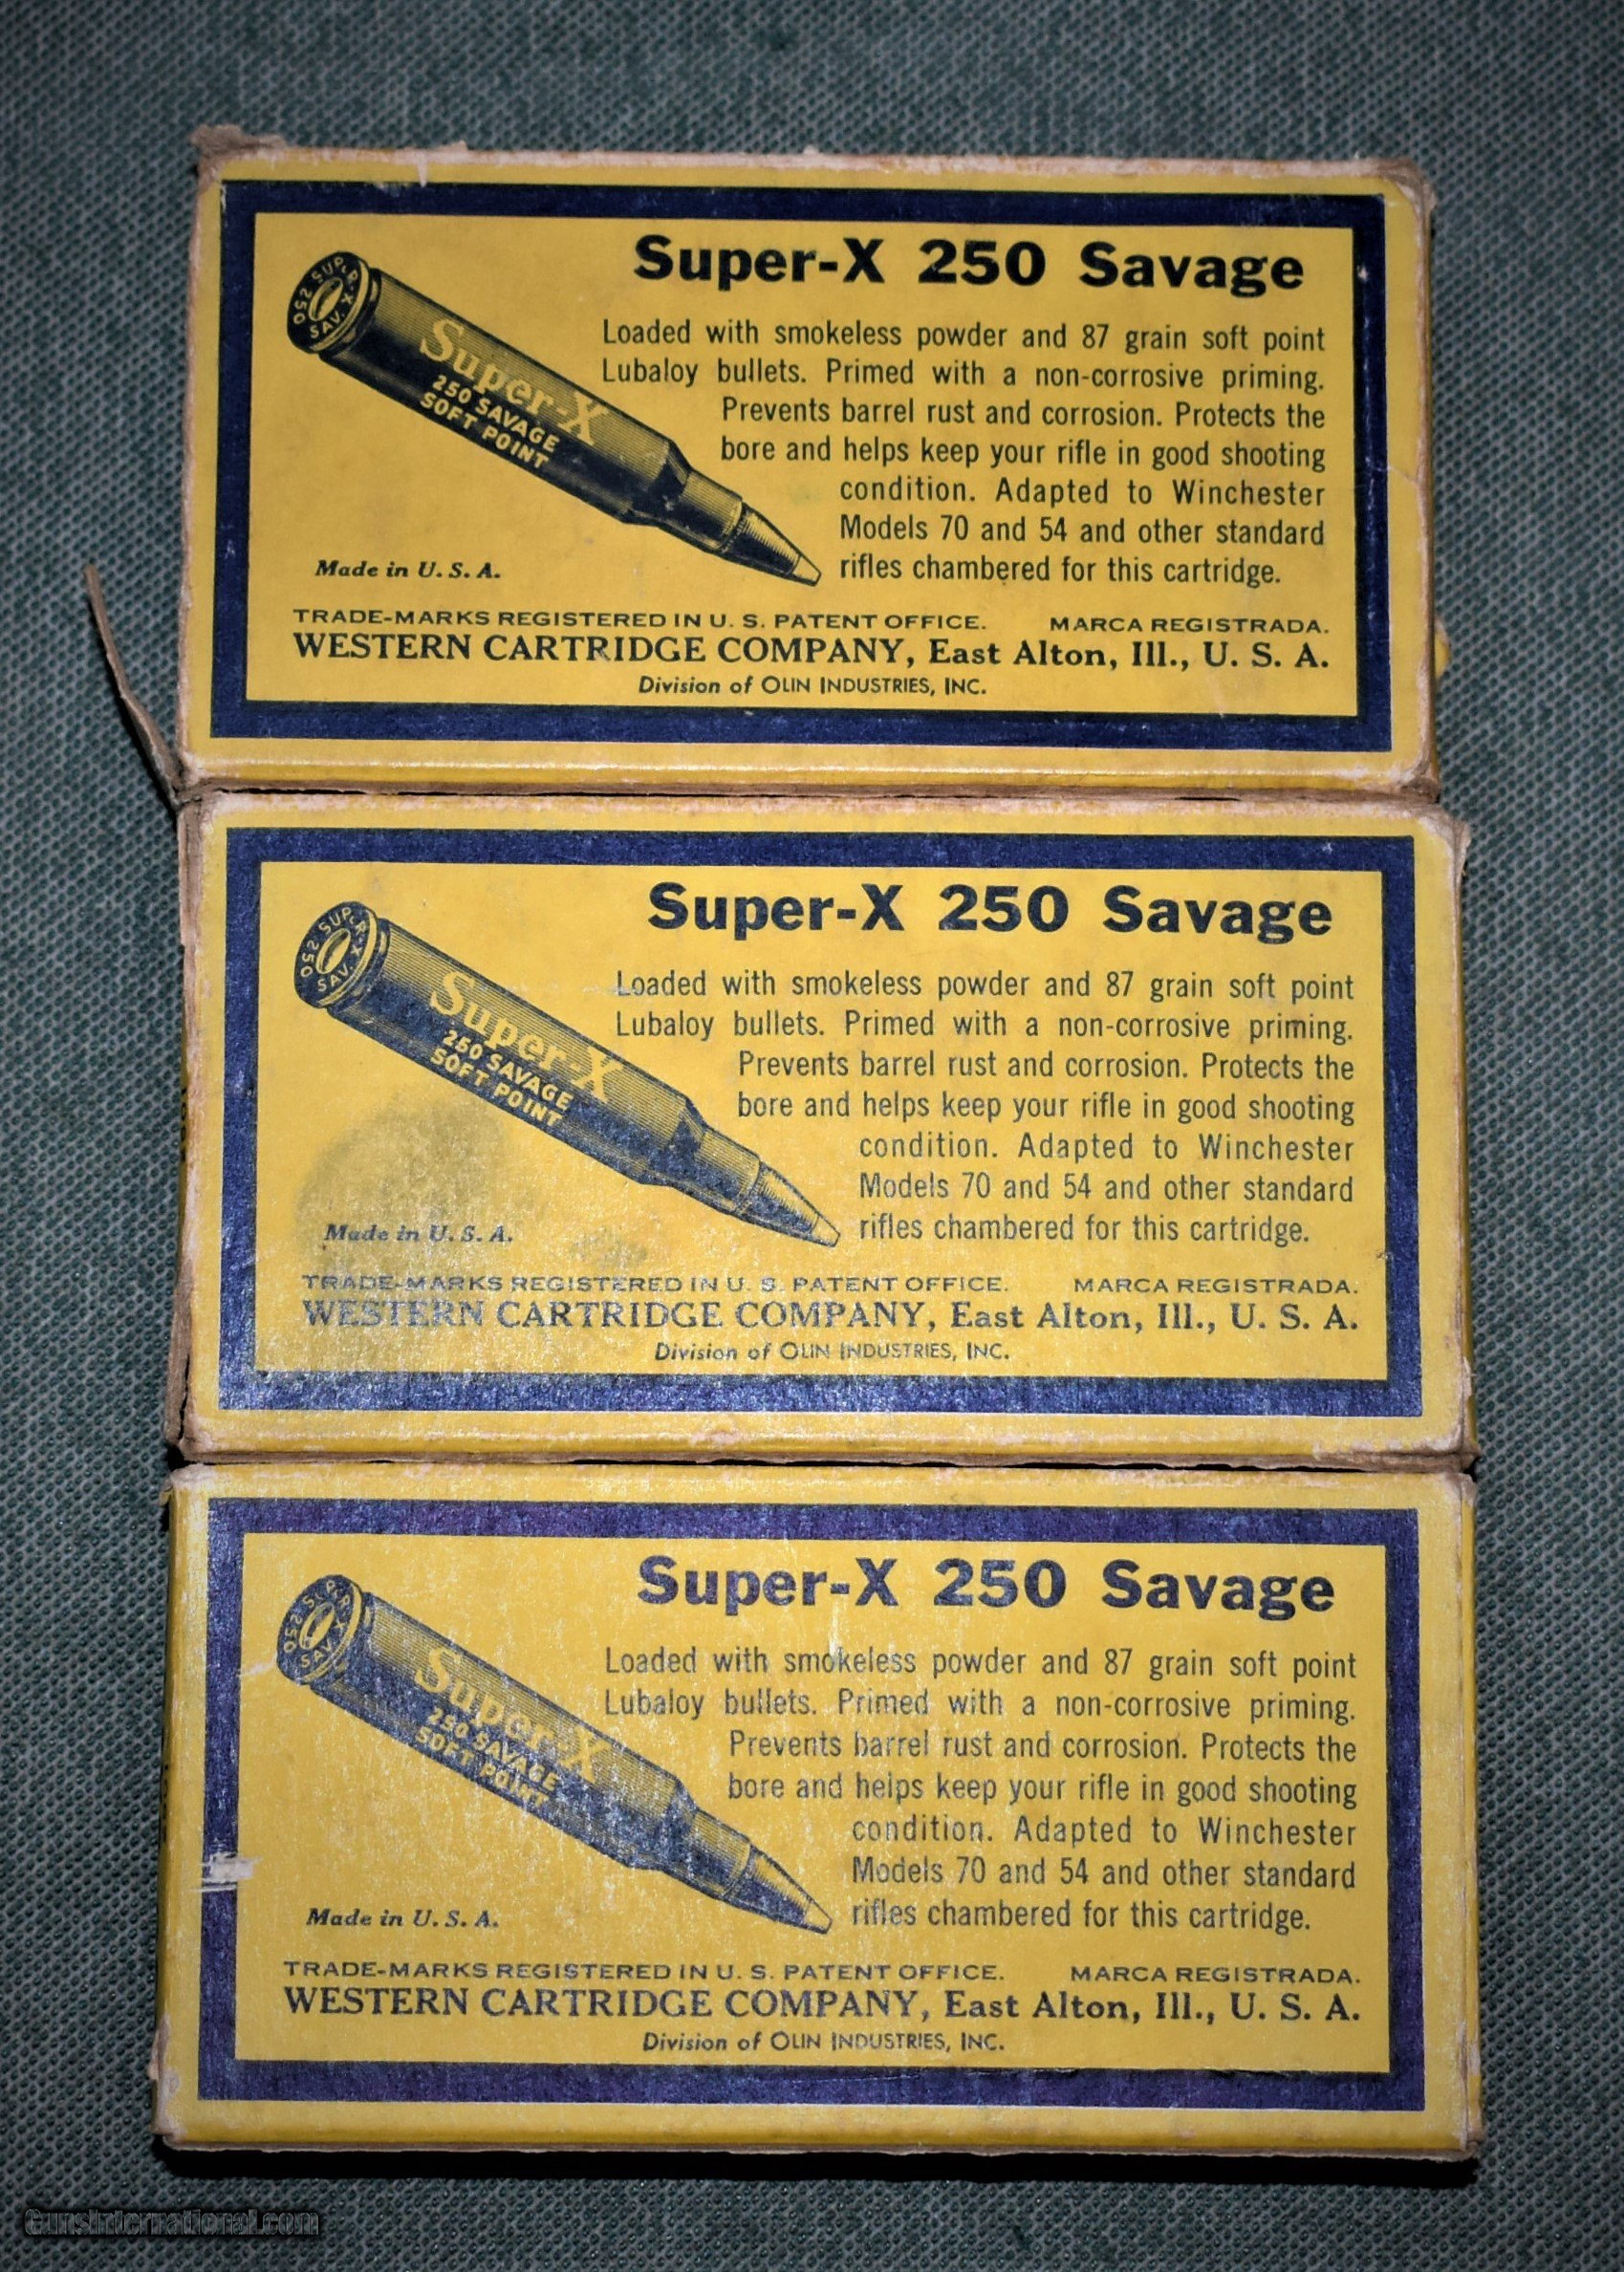 Super-X 250 Savage
SUPER-X
250 SAV.
Super-X
250 SAVAGE
SOFT POINT
Loaded with smokeless powder and 87 grain soft point
Lubaloy bullets. Primed with a non-corrosive priming.
Prevents barrel rust and corrosion. Protects the
bore and helps keep your rifle in good shooting
condition. Adapted to Winchester
Models 70 and 54 and other standard
rifles chambered for this cartridge.
Made in U. S. A.
TRADE-MARKS REGISTERED IN U. S. PATENT OFFICE. MARCA REGISTRADA.
WESTERN CARTRIDGE COMPANY, East Alton, Ill., U. S. A.
Division of OLIN INDUSTRIES, INC.
Super-X 250 Savage
SUPER-X
250 SAV.
Super-X
250 SAVAGE
SOFT POINT
Loaded with smokeless powder and 87 grain soft point
Lubaloy bullets. Primed with a non-corrosive priming.
Prevents barrel rust and corrosion. Protects the
bore and helps keep your rifle in good shooting
condition. Adapted to Winchester
Models 70 and 54 and other standard
rifles chambered for this cartridge.
Made in U. S. A.
TRADE-MARKS REGISTERED IN U. S. PATENT OFFICE. MARCA REGISTRADA.
WESTERN CARTRIDGE COMPANY, East Alton, Ill., U. S. A.
Division of OLIN INDUSTRIES, INC.
Super-X 250 Savage
250 SAV.
Super-X
250 SAVAGE
SOFT POINT
Loaded with smokeless powder and 87 grain soft point
Lubaloy bullets. Primed with a non-corrosive priming.
Prevents barrel rust and corrosion. Protects the
bore and helps keep your rifle in good shooting
condition. Adapted to Winchester
Models 70 and 54 and other standard
rifles chambered for this cartridge.
Made in U. S. A.
TRADE-MARKS REGISTERED IN U. S. PATENT OFFICE. MARCA REGISTRADA.
WESTERN CARTRIDGE COMPANY, East Alton, Ill., U. S. A.
Division of OLIN INDUSTRIES, INC.
GunsInternational.com